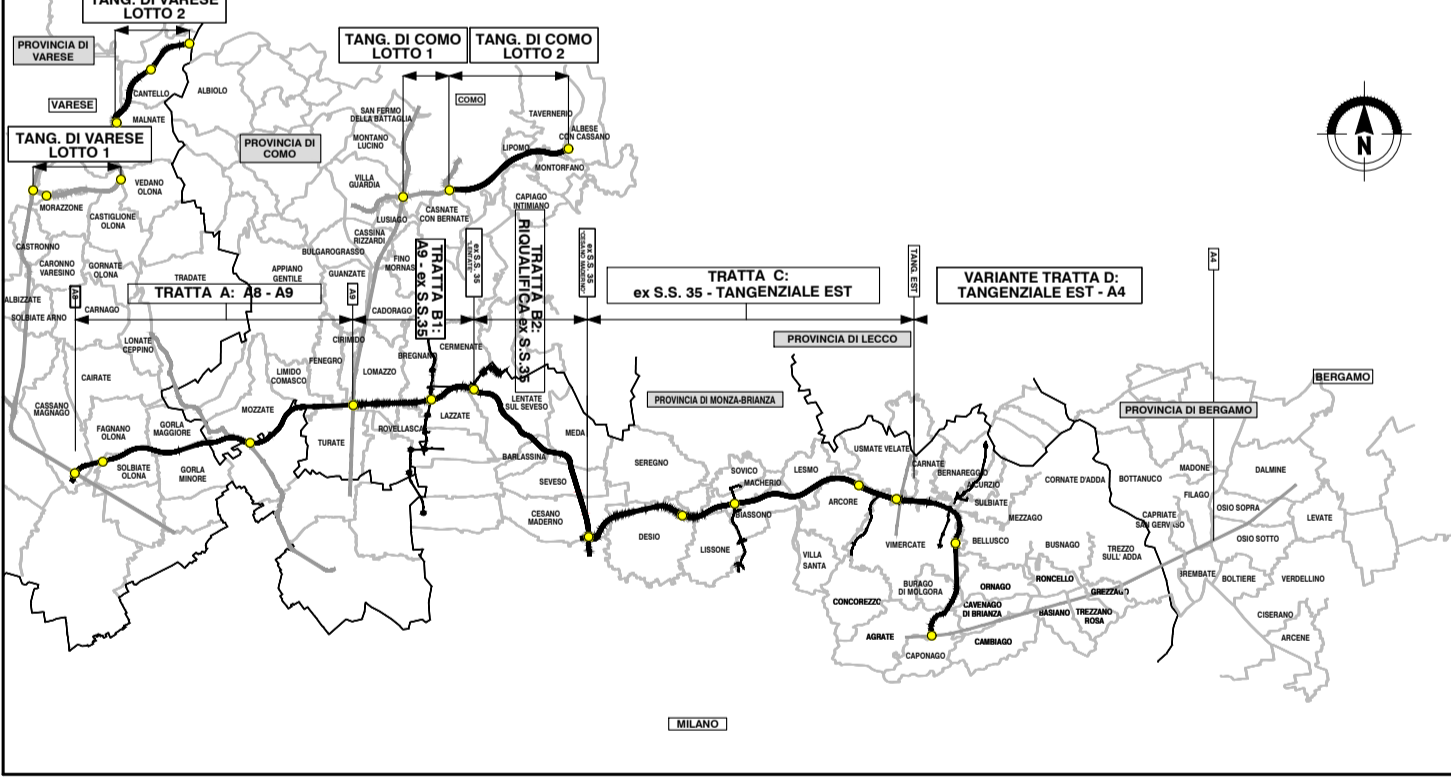 TANG. DI VARESE
LOTTO 2
PROVINCIA DI
VARESE
VARESE
CANTELLO
MALNATE
ALBIOLO
TANG. DI VARESE
LOTTO 1
PROVINCIA DI
COMO
TANG. DI COMO
LOTTO 1
TANG. DI COMO
LOTTO 2
COMO
SAN FERMO
DELLA BATTAGLIA
MONTANO
LUCINO
VILLA
GUARDIA
TAVERNERIO
ALBESE
CON CASSANO
LIPOMO
MONTORFANO
CAPIAGO
INTIMIANO
LUSIAGO
CASNATE
CON BERNATE
CASSINA
RIZZARDI
BULGAROGRASSO
N
VEDANO
OLONA
MORAZZONE
CASTIGLIONE
OLONA
CASTRONNO
CARONNO
VARESINO
GORNATE
OLONA
ALBIZZATE
SOLBIATE ARNO
CARNAGO
TRADATE
APPIANO
GENTILE
GUANZATE
FINO
MORNAS
CADORAGO
A8
TRATTA A: A8 - A9
A9
TRATTA B1:
A9 - ex S.S.35
ex S.S. 35
"LENTATE"
TRATTA B2:
RIQUALIFICA ex S.S.35
ex S.S. 35
"CESANO MADERNO"
TRATTA C:
ex S.S. 35 - TANGENZIALE EST
TANG. EST
VARIANTE TRATTA D:
TANGENZIALE EST - A4
A4
PROVINCIA DI LECCO
PROVINCIA DI MONZA-BRIANZA
PROVINCIA DI BERGAMO
BERGAMO
LONATE
CEPPINO
CAIRATE
CASSANO
MAGNAGO
FAGNANO
OLONA
GORLA
MAGGIORE
SOLBIATE
OLONA
GORLA
MINORE
MOZZATE
LIMIDO
COMASCO
FENEGRO
CIRIMIDO
LOMAZZO
BREGNANO
CERMENATE
TURATE
ROVELLASCA
LAZZATE
LENTATE
SUL SEVESO
MEDA
BARLASSINA
SEVESO
CESANO
MADERNO
SEREGNO
DESIO
LISSONE
SOVICO
MACHERIO
BIASSONO
LESMO
ARCORE
USMATE VELATE
CARNATE
BERNAREGGIO
AICURZIO
SULBIATE
MEZZAGO
BELLUSCO
VIMERCATE
VILLA
SANTA
CONCOREZZO
BURAGO
DI MOLGORA
AGRATE
CAPONAGO
ORNAGO
CAVENAGO
DI BRIANZA
CAMBIAGO
RONCELLO
BUSNAGO
BASIANO
GREZZAGO
TREZZANO
ROSA
TREZZO
SULL' ADDA
CORNATE D'ADDA
BOTTANUCO
MADONE
FILAGO
CAPRIATE
SAN GERVASO
BREMBATE
BOLTIERE
DALMINE
OSIO SOPRA
OSIO SOTTO
LEVATE
VERDELLINO
CISERANO
ARCENE
MILANO